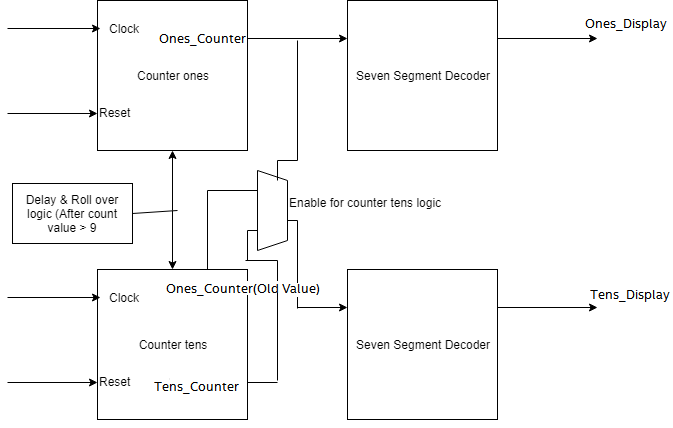 Clock
Ones_Counter
Ones_Display
Counter ones
Seven Segment Decoder
Reset
Delay & Roll over
logic (After count
value > 9
Enable for counter tens logic
Clock
Ones_Counter(Old Value)
Tens_Display
Counter tens
Seven Segment Decoder
Reset
Tens_Counter